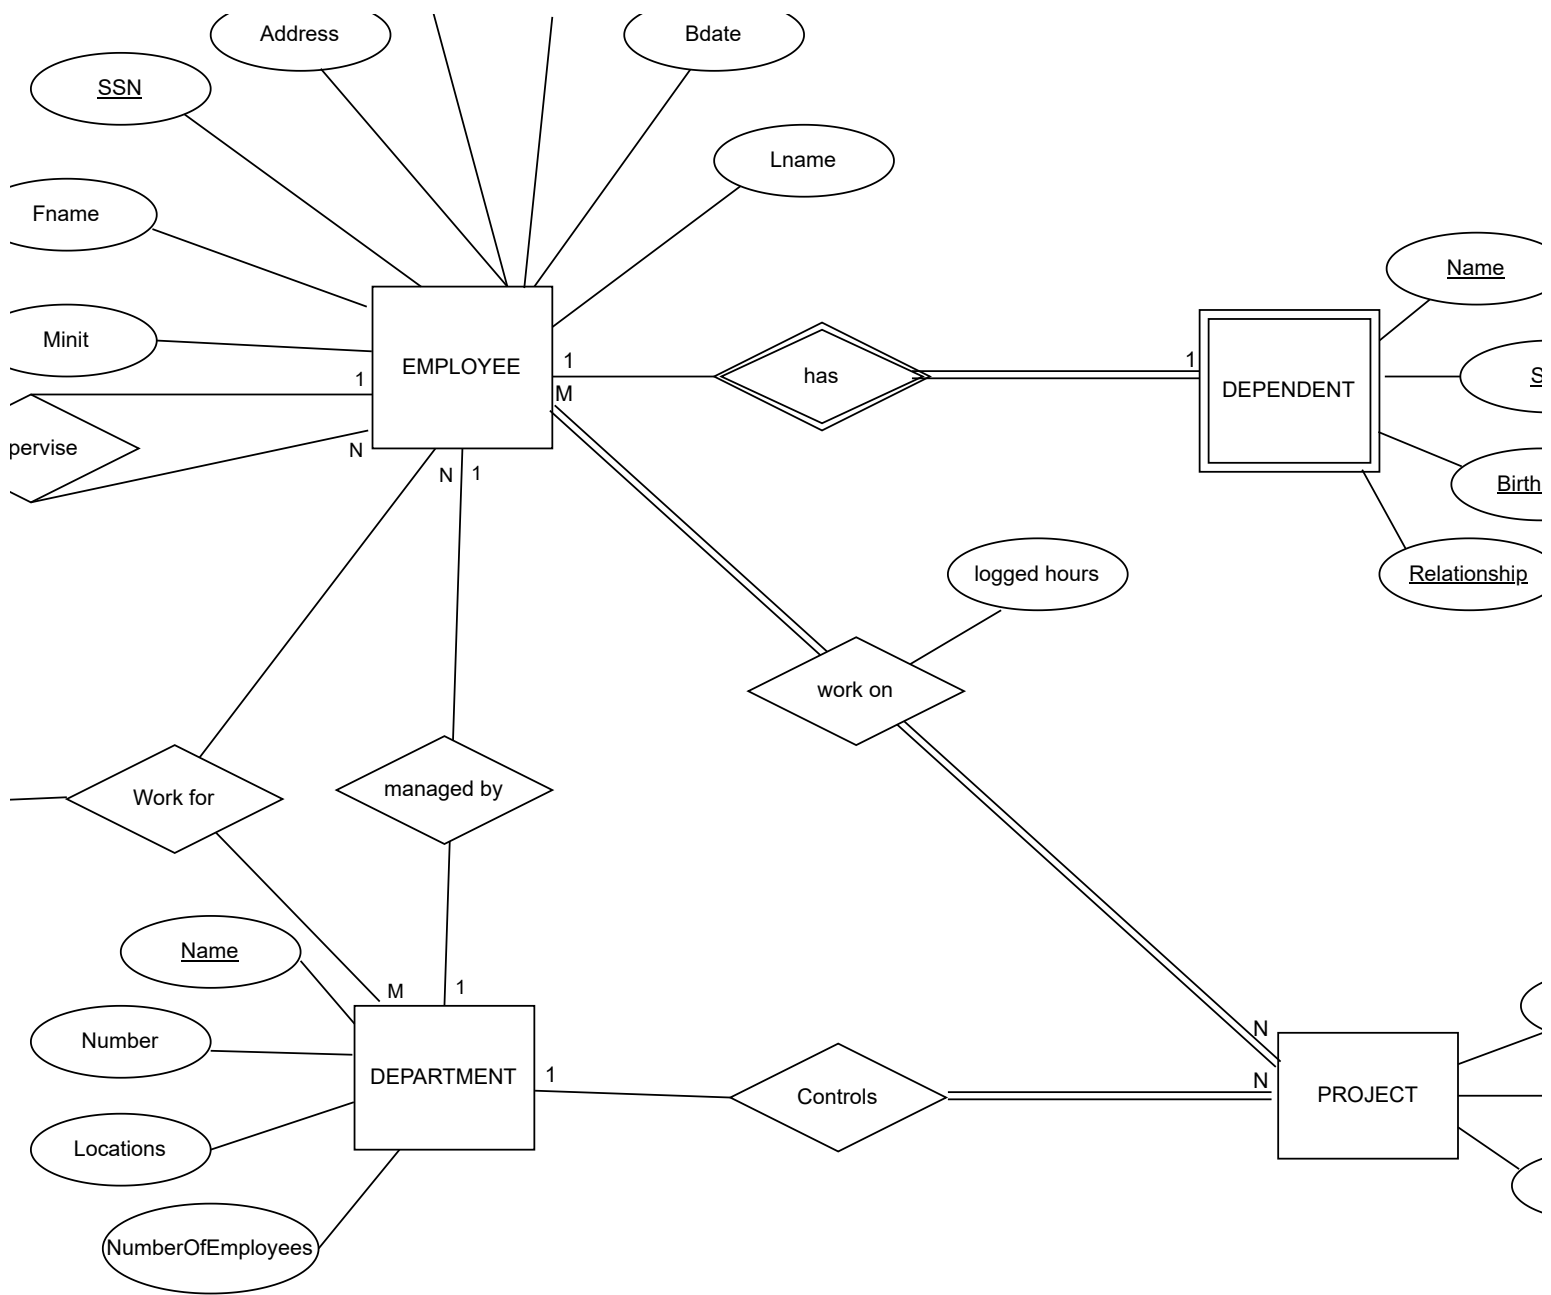 Address
Bdate
SSN
Lname
Fname
Name
Minit
EMPLOYEE
1
1
has
1
DEPENDENT
S
M
pervise
N
N
1
Birth
logged hours
Relationship
work on
Work for
managed by
Name
M
1
Number
N
DEPARTMENT
1
Controls
N
PROJECT
Locations
NumberOfEmployees